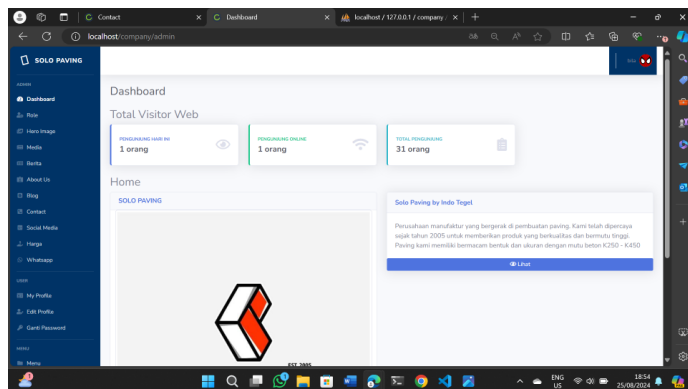 Contact
Dashboard
localhost / 127.0.0.1 / company /
localhost/company/admin
SOLO PAVING
ADMIN
Dashboard
Role
Hero Image
Media
Berita
About Us
Blog
Contact
Social Media
Harga
Whatsapp
USER
My Profile
Edit Profile
Ganti Password
MENU
Menu
Dashboard
Total Visitor Web
PENGUNJUNG HARI INI
1 orang
PENGUNJUNG ONLINE
1 orang
TOTAL PENGUNJUNG
31 orang
Home
SOLO PAVING
EST 2005
Solo Paving by Indo Tegel
Perusahaan manufaktur yang bergerak di pembuatan paving. Kami telah dipercaya
sejak tahun 2005 untuk memberikan produk yang berkualitas dan bermutu tinggi.
Paving kami memiliki bermacam bentuk dan ukuran dengan mutu beton K250 - K450
Lihat
ENG
US
18:54
25/08/2024